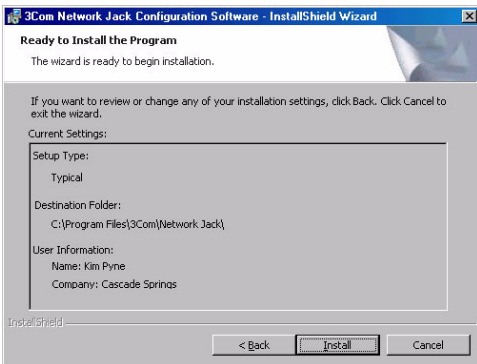 3Com Network Jack Configuration Software - InstallShield Wizard
Ready to Install the Program
The wizard is ready to begin installation.
If you want to review or change any of your installation settings, click Back. Click Cancel to
exit the wizard.
Current Settings:
Setup Type:
Typical
Destination Folder:
C:\Program Files\3Com\Network Jack\
User Information:
Name: Kim Pyne
Company: Cascade Springs
InstallShield
< Back Install Cancel